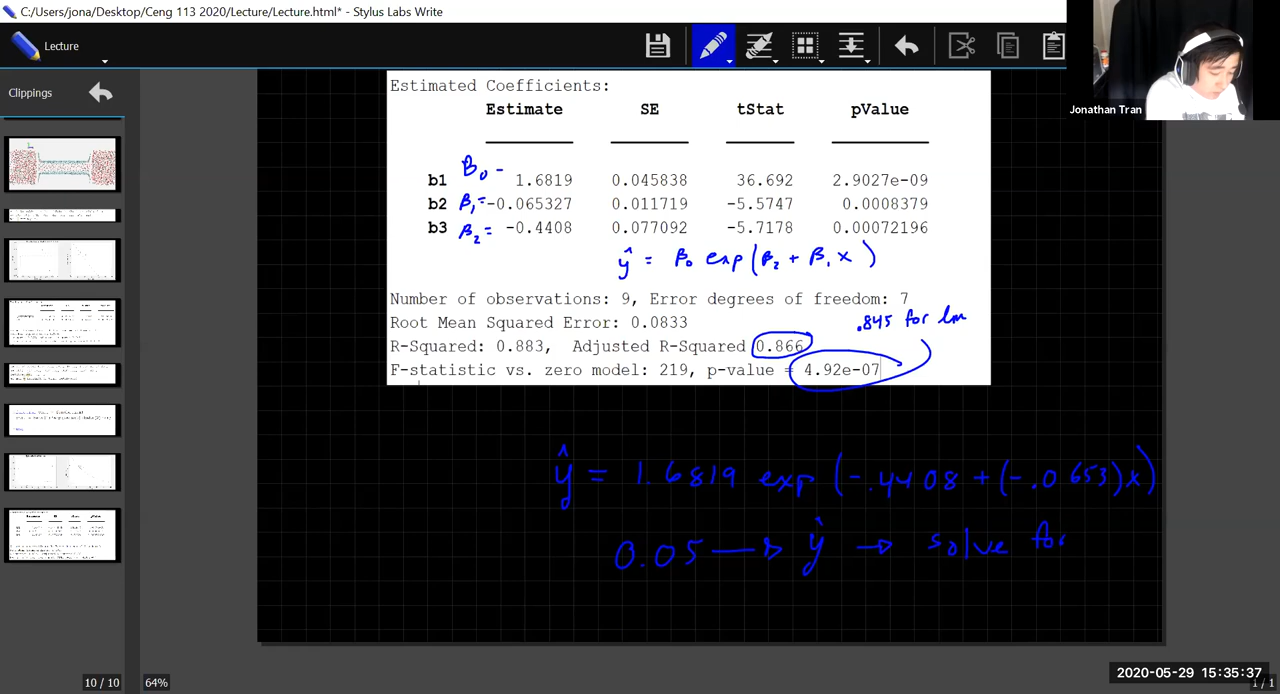 C:/Users/jona/Desktop/Ceng 113 2020/Lecture/Lecture.html* - Stylus Labs Write
Lecture
Clippings
Jonathan Tran
Estimated Coefficients:
Estimate SE tStat pValue
b1 β₀ - 1.6819 0.045838 36.692 2.9027e-09
b2 β₁= -0.065327 0.011719 -5.5747 0.0008379
b3 β₂ = -0.4408 0.077092 -5.7178 0.00072196
ŷ = β₀ exp(β₂ + β₁ x )
Number of observations: 9, Error degrees of freedom: 7
.845 for lm
Root Mean Squared Error: 0.0833
R-Squared: 0.883, Adjusted R-Squared 0.866
F-statistic vs. zero model: 219, p-value = 4.92e-07
ŷ = 1.6819 exp (-.4408 + (-.0653)x)
0.05 → ŷ → solve for
10/10
64%
2020-05-29 15:35:37
1/1